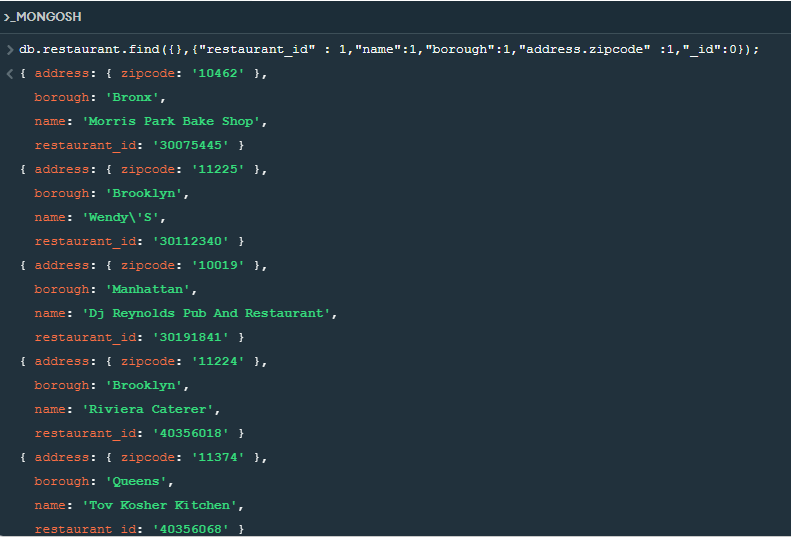 >_MONGOSH
> db.restaurant.find({},{"restaurant_id" : 1,"name":1,"borough":1,"address.zipcode" :1,"_id":0});
< { address: { zipcode: '10462' },
borough: 'Bronx',
name: 'Morris Park Bake Shop',
restaurant_id: '30075445' }
{ address: { zipcode: '11225' },
borough: 'Brooklyn',
name: 'Wendy\'S',
restaurant_id: '30112340' }
{ address: { zipcode: '10019' },
borough: 'Manhattan',
name: 'Dj Reynolds Pub And Restaurant',
restaurant_id: '30191841' }
{ address: { zipcode: '11224' },
borough: 'Brooklyn',
name: 'Riviera Caterer',
restaurant_id: '40356018' }
{ address: { zipcode: '11374' },
borough: 'Queens',
name: 'Tov Kosher Kitchen',
restaurant_id: '40356068' }